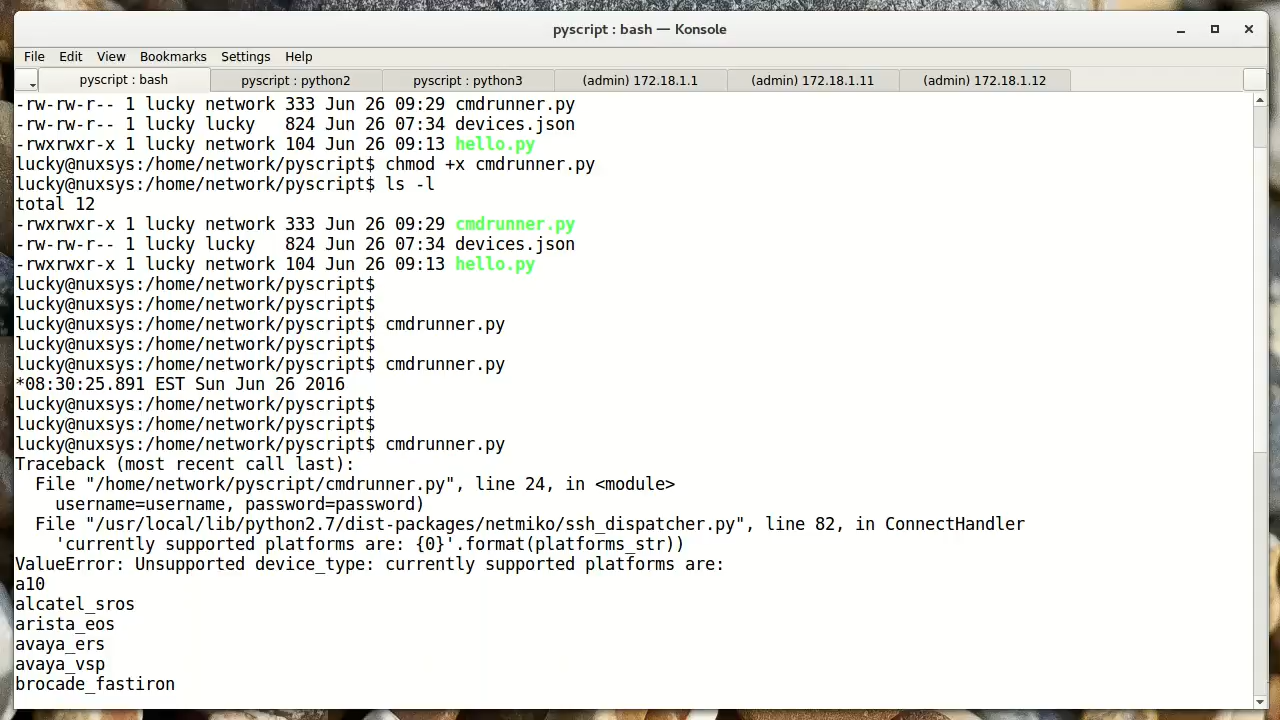 pyscript : bash — Konsole
File Edit View Bookmarks Settings Help
pyscript : bash pyscript : python2 pyscript : python3 (admin) 172.18.1.1 (admin) 172.18.1.11 (admin) 172.18.1.12
-rw-rw-r-- 1 lucky network 333 Jun 26 09:29 cmdrunner.py
-rw-rw-r-- 1 lucky lucky   824 Jun 26 07:34 devices.json
-rwxrwxr-x 1 lucky network 104 Jun 26 09:13 hello.py
lucky@nuxsys:/home/network/pyscript$ chmod +x cmdrunner.py
lucky@nuxsys:/home/network/pyscript$ ls -l
total 12
-rwxrwxr-x 1 lucky network 333 Jun 26 09:29 cmdrunner.py
-rw-rw-r-- 1 lucky lucky   824 Jun 26 07:34 devices.json
-rwxrwxr-x 1 lucky network 104 Jun 26 09:13 hello.py
lucky@nuxsys:/home/network/pyscript$
lucky@nuxsys:/home/network/pyscript$
lucky@nuxsys:/home/network/pyscript$ cmdrunner.py
lucky@nuxsys:/home/network/pyscript$
lucky@nuxsys:/home/network/pyscript$ cmdrunner.py
*08:30:25.891 EST Sun Jun 26 2016
lucky@nuxsys:/home/network/pyscript$
lucky@nuxsys:/home/network/pyscript$
lucky@nuxsys:/home/network/pyscript$ cmdrunner.py
Traceback (most recent call last):
  File "/home/network/pyscript/cmdrunner.py", line 24, in <module>
    username=username, password=password)
  File "/usr/local/lib/python2.7/dist-packages/netmiko/ssh_dispatcher.py", line 82, in ConnectHandler
    'currently supported platforms are: {0}'.format(platforms_str))
ValueError: Unsupported device_type: currently supported platforms are:
a10
alcatel_sros
arista_eos
avaya_ers
avaya_vsp
brocade_fastiron